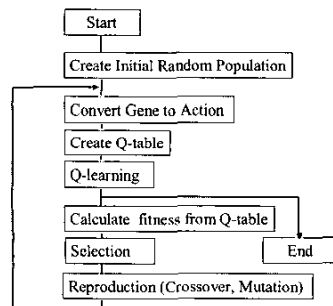 Start
Create Initial Random Population
Convert Gene to Action
Create Q-table
Q-learning
Calculate fitness from Q-table
Selection
End
Reproduction (Crossover, Mutation)